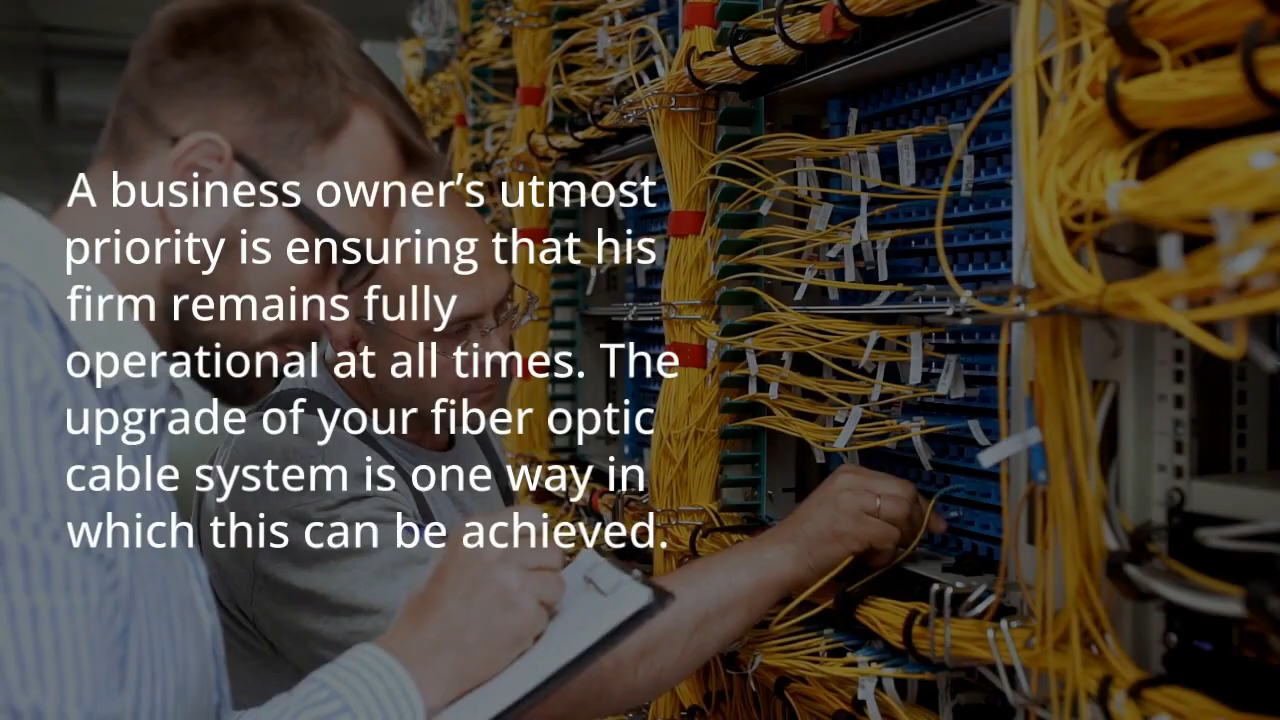 A business owner’s utmost
priority is ensuring that his
firm remains fully
operational at all times. The
upgrade of your fiber optic
cable system is one way in
which this can be achieved.